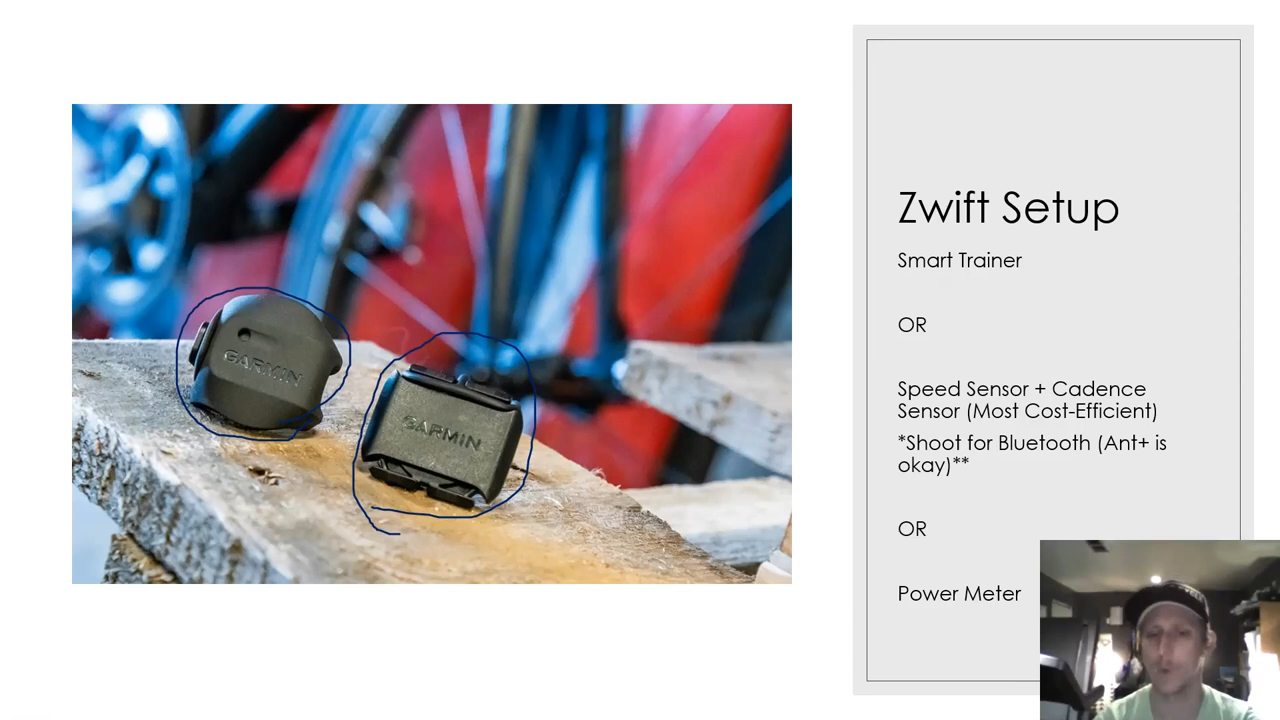 GARMIN
GARMIN
Zwift Setup
Smart Trainer
OR
Speed Sensor + Cadence
Sensor (Most Cost-Efficient)
*Shoot for Bluetooth (Ant+ is
okay)**
OR
Power Meter